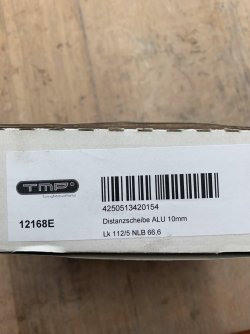 TMP
4250513420154
12168E
Distanzscheibe ALU 10mm
Lk 112/5 NLB 66,6